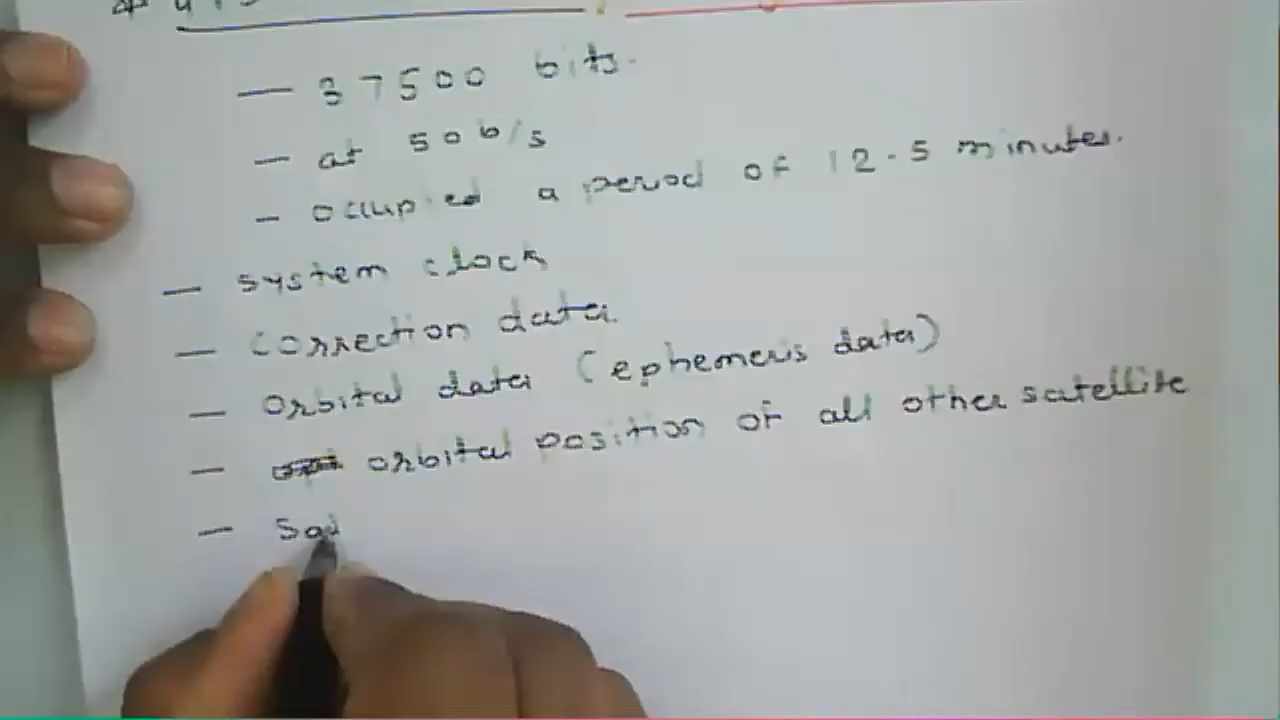 — 37500 bits.
— at 50 b/s
— occupied a period of 12.5 minutes.
— system clock
— correction data.
— orbital data (ephemeris data)
— orbital position of all other satellite
— Sat